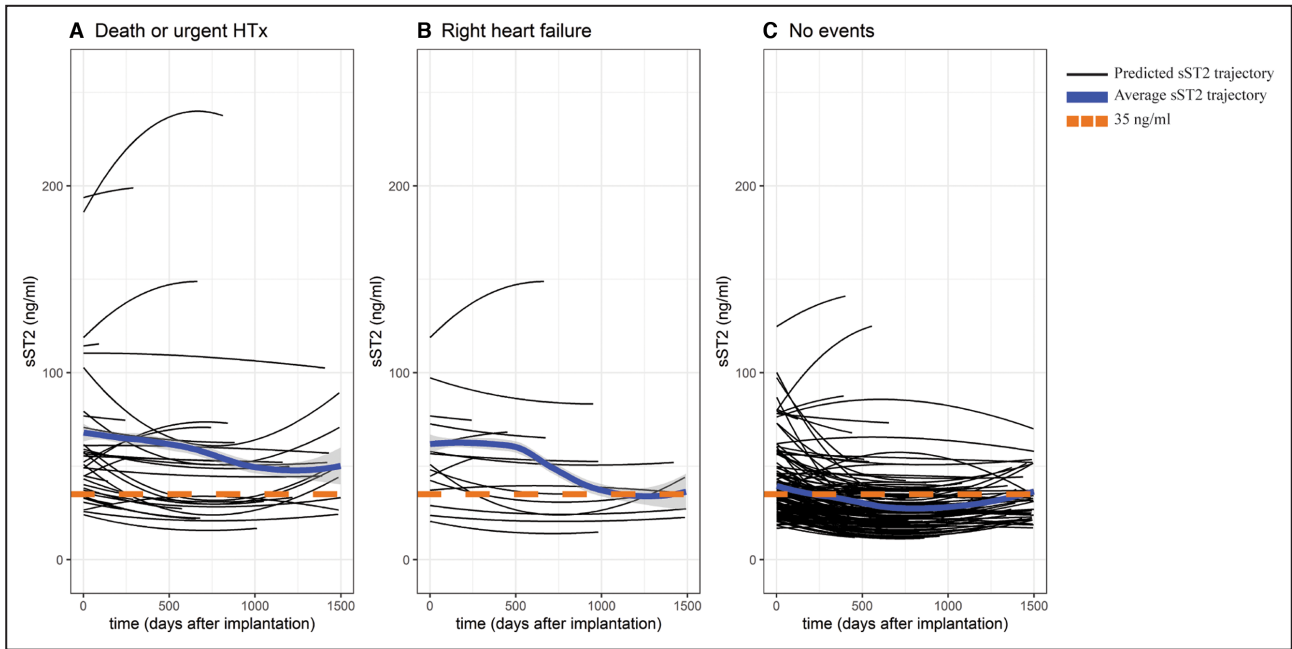 A Death or urgent HTx
B Right heart failure
C No events
Predicted sST2 trajectory
Average sST2 trajectory
35 ng/ml
sST2 (ng/ml)
200
100
0
0 500 1000 1500
time (days after implantation)
sST2 (ng/ml)
200
100
0
0 500 1000 1500
time (days after implantation)
sST2 (ng/ml)
200
100
0
0 500 1000 1500
time (days after implantation)